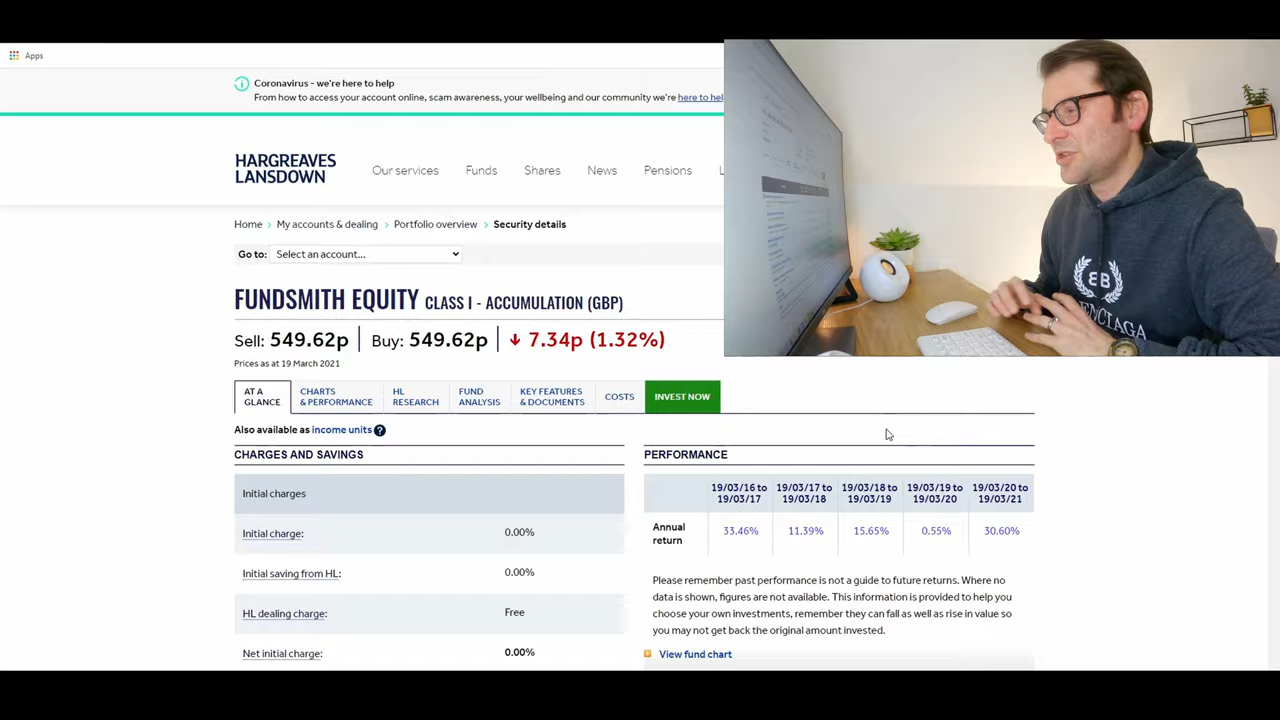 Apps
Coronavirus - we're here to help
From how to access your account online, scam awareness, your wellbeing and our community we're here to hel
HARGREAVES
LANSDOWN
Our services Funds Shares News Pensions L
Home > My accounts & dealing > Portfolio overview > Security details
Go to: Select an account...
FUNDSMITH EQUITY CLASS I - ACCUMULATION (GBP)
Sell: 549.62p | Buy: 549.62p | ↓ 7.34p (1.32%)
Prices as at 19 March 2021
AT A
GLANCE
CHARTS
& PERFORMANCE
HL
RESEARCH
FUND
ANALYSIS
KEY FEATURES
& DOCUMENTS
COSTS
INVEST NOW
Also available as income units ?
CHARGES AND SAVINGS
Initial charges
Initial charge: 0.00%
Initial saving from HL: 0.00%
HL dealing charge: Free
Net initial charge: 0.00%
PERFORMANCE
19/03/16 to 19/03/17 to 19/03/18 to 19/03/19 to 19/03/20 to
19/03/17 19/03/18 19/03/19 19/03/20 19/03/21
Annual
return
33.46% 11.39% 15.65% 0.55% 30.60%
Please remember past performance is not a guide to future returns. Where no
data is shown, figures are not available. This information is provided to help you
choose your own investments, remember they can fall as well as rise in value so
you may not get back the original amount invested.
View fund chart